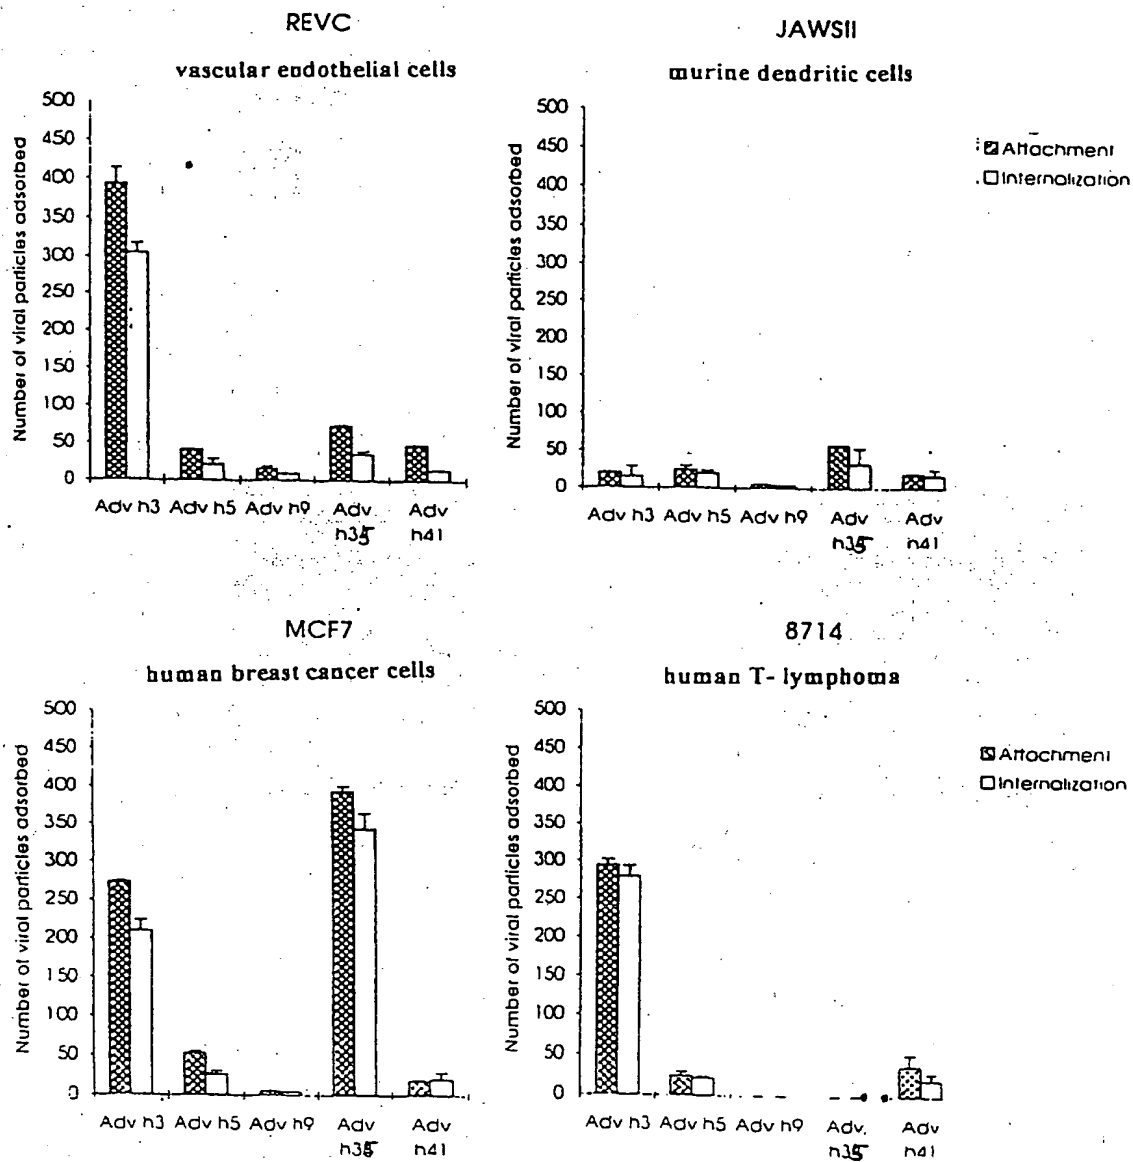 REVC
vascular endothelial cells
Number of viral particles adsorbed
500
450
400
350
300
250
200
150
100
50
0
Adv h3 Adv h5 Adv h9 Adv h35 Adv h41
JAWSII
murine dendritic cells
Number of viral particles adsorbed
500
450
400
350
300
250
200
150
100
50
0
Adv h3 Adv h5 Adv h9 Adv h35 Adv h41
Attachment
Internalization
MCF7
human breast cancer cells
Number of viral particles adsorbed
500
450
400
350
300
250
200
150
100
50
0
Adv h3 Adv h5 Adv h9 Adv h35 Adv h41
8714
human T- lymphoma
Number of viral particles adsorbed
500
450
400
350
300
250
200
150
100
50
0
Adv h3 Adv h5 Adv h9 Adv. h35 Adv h41
Attachment
Internalization